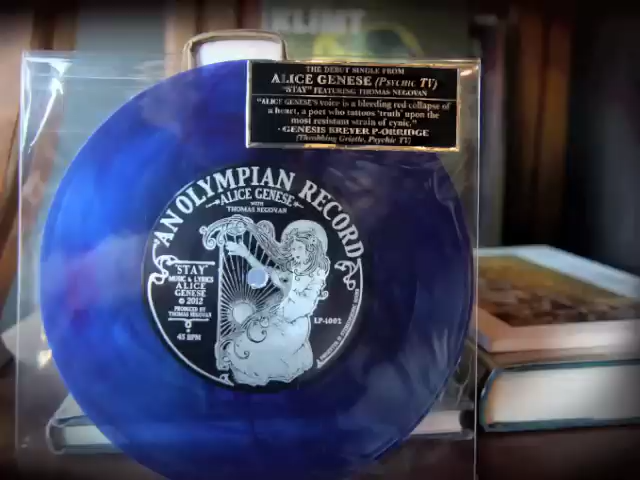 KLIMT
THE DEBUT SINGLE FROM
ALICE GENESE (PSYCHIC TV)
"STAY" FEATURING THOMAS NEGOVAN
"ALICE GENESE'S voice is a bleeding red collapse of
a heart, a poet who tattoos 'truth' upon the
most resistant strain of cynic."
- GENESIS BREYER P-ORRIDGE
(Throbbing Gristle, Psychic TV)
AN OLYMPIAN RECORD
ALICE GENESE
WITH
THOMAS NEGOVAN
"STAY"
MUSIC & LYRICS
ALICE
GENESE
© 2012
PRODUCED BY
THOMAS NEGOVAN
45 RPM
LP-1002